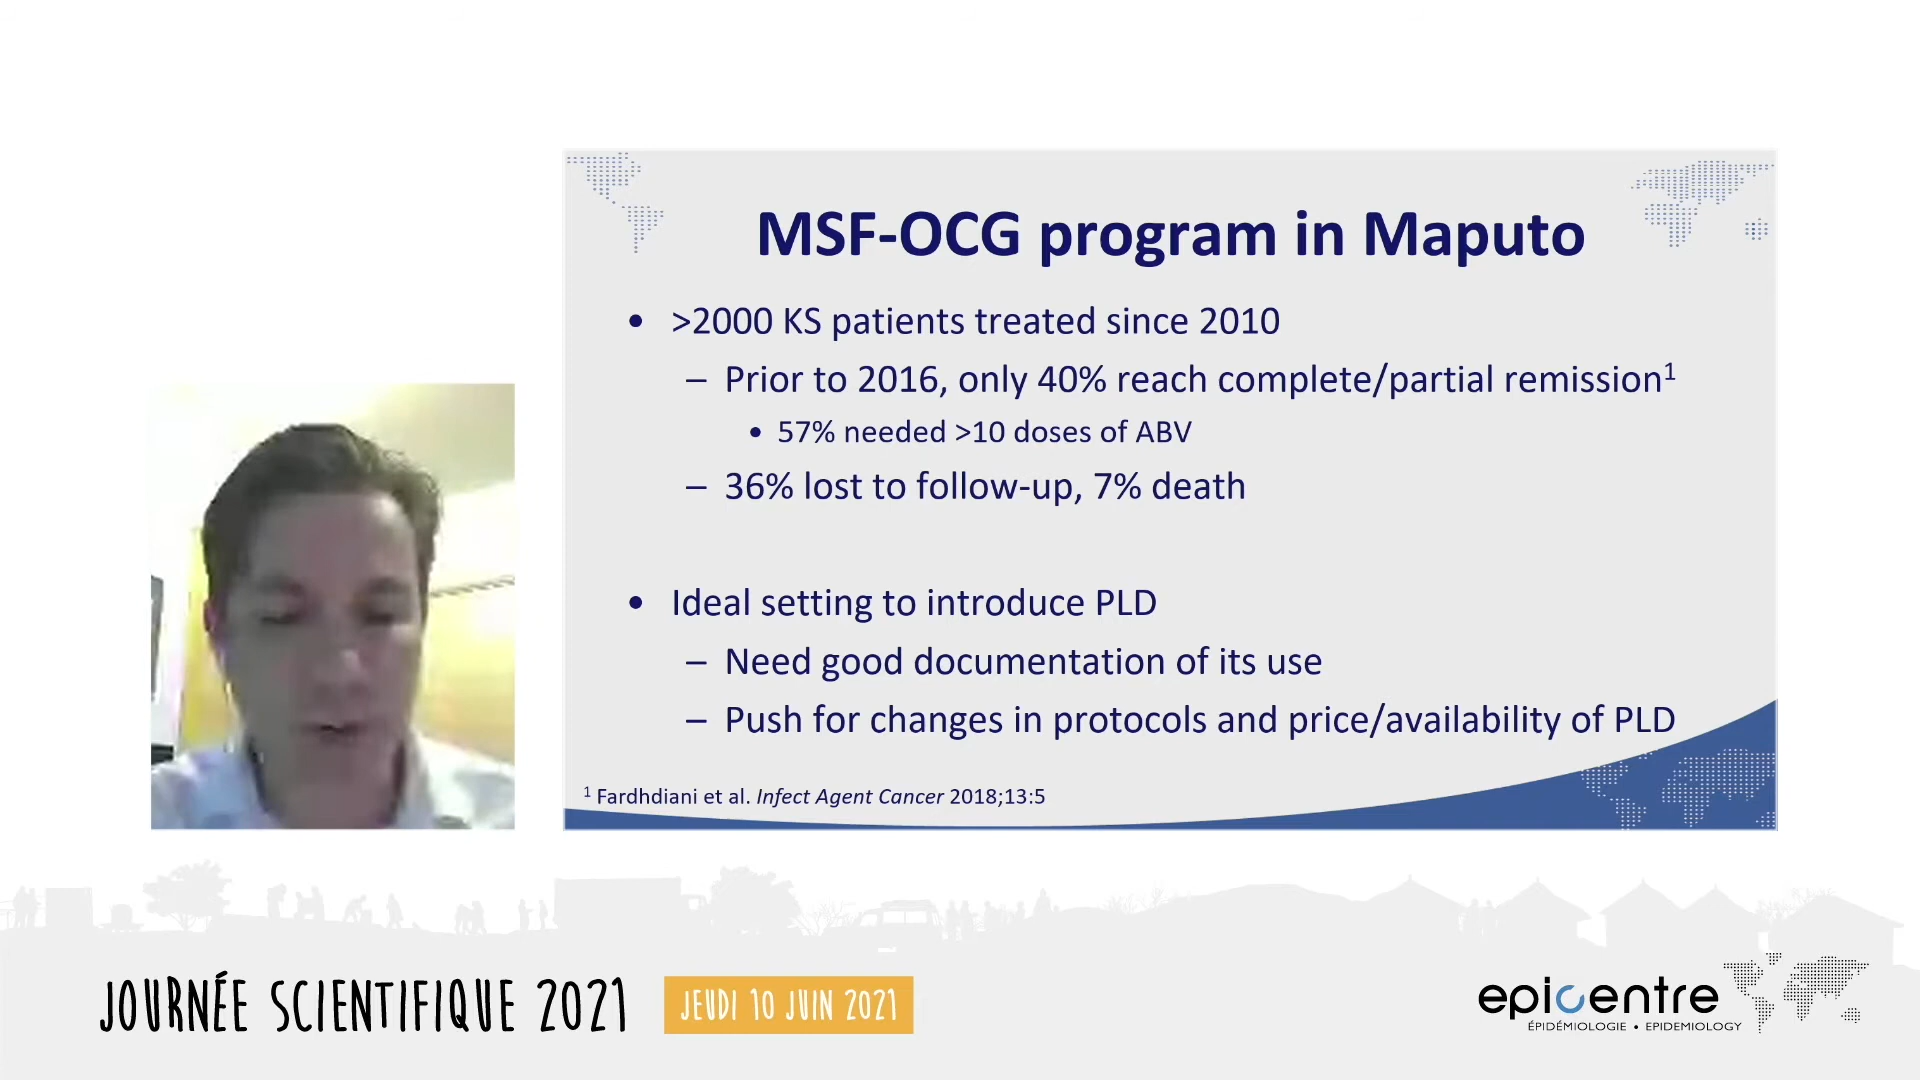 MSF-OCG program in Maputo
• >2000 KS patients treated since 2010
– Prior to 2016, only 40% reach complete/partial remission¹
• 57% needed >10 doses of ABV
– 36% lost to follow-up, 7% death
• Ideal setting to introduce PLD
– Need good documentation of its use
– Push for changes in protocols and price/availability of PLD
¹ Fardhdiani et al. Infect Agent Cancer 2018;13:5
JOURNÉE SCIENTIFIQUE 2021
JEUDI 10 JUIN 2021
epicentre
ÉPIDÉMIOLOGIE • EPIDEMIOLOGY